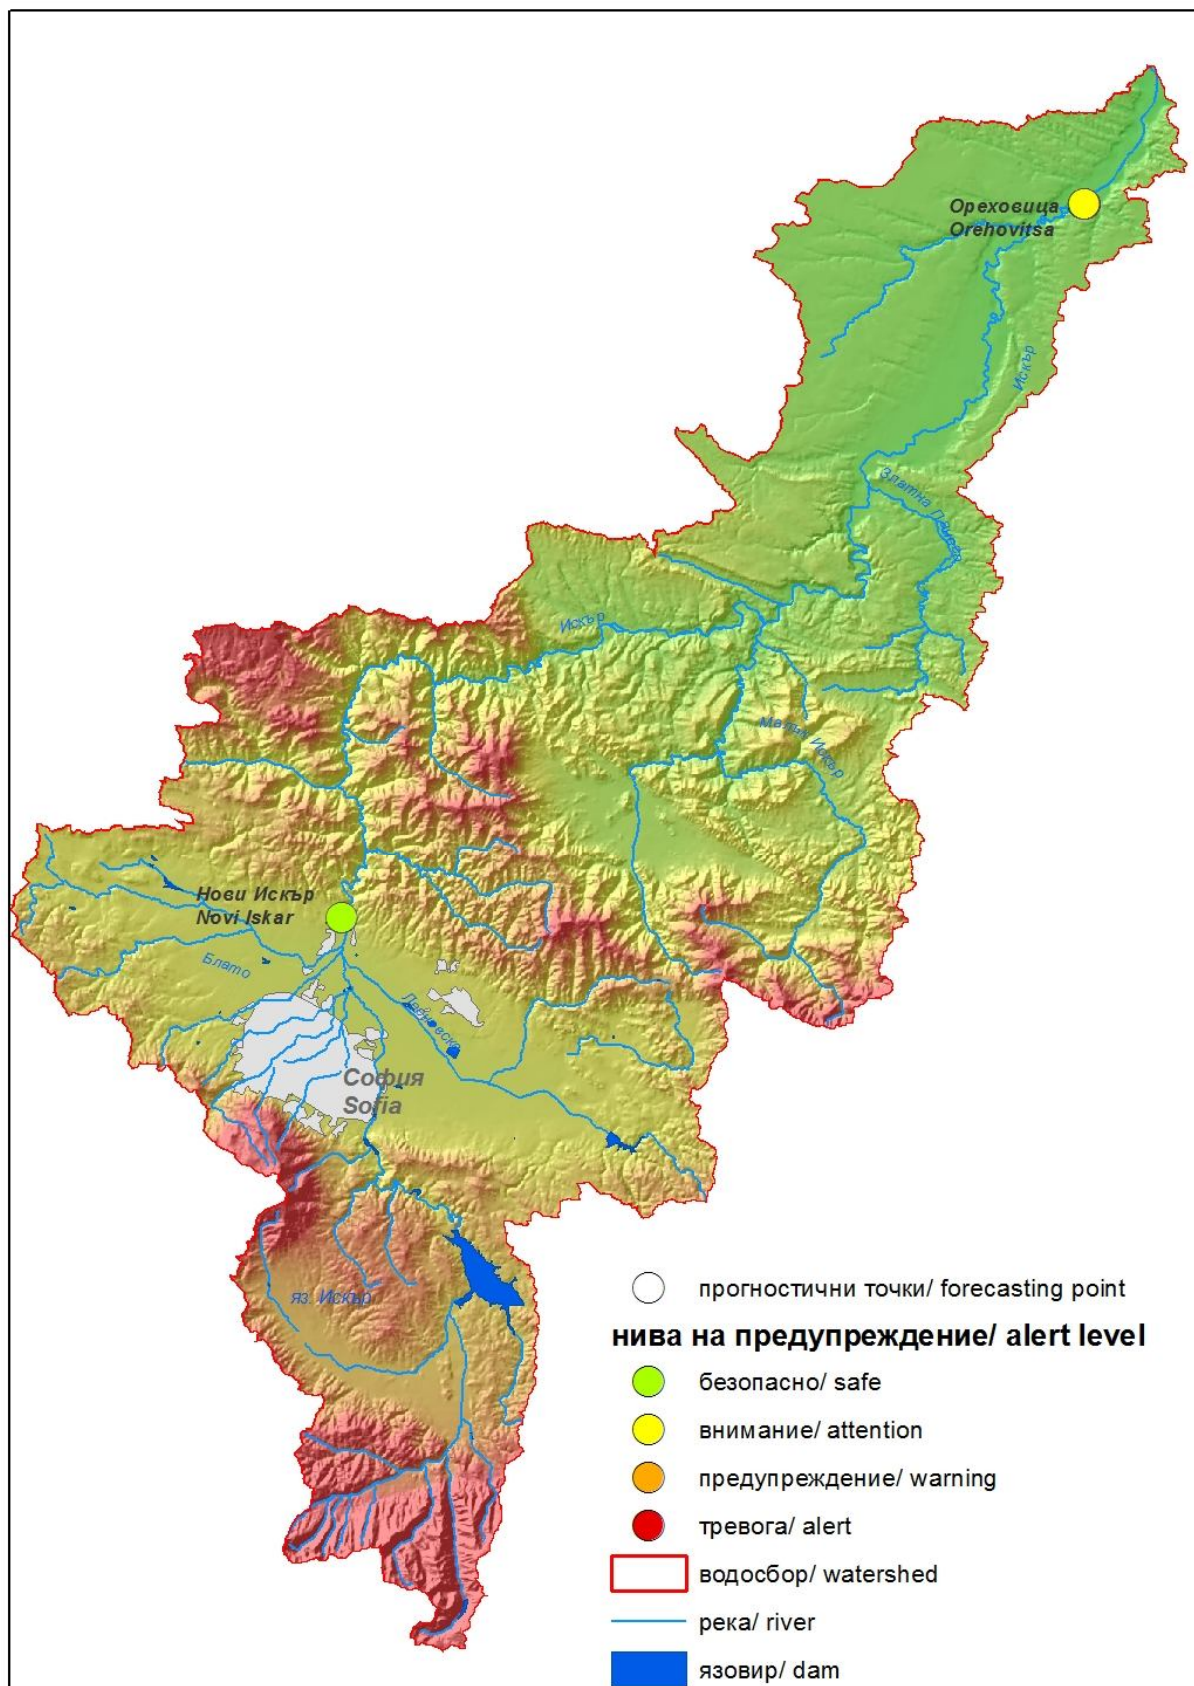 Ореховица
Orehovitsa
Искър
Златна Панега
Искър
Малък Искър
Нови Искър
Novi Iskar
Блато
Лесновска
София
Sofia
яз. Искър
прогностични точки/ forecasting point
нива на предупреждение/ alert level
безопасно/ safe
внимание/ attention
предупреждение/ warning
тревога/ alert
водосбор/ watershed
река/ river
язовир/ dam